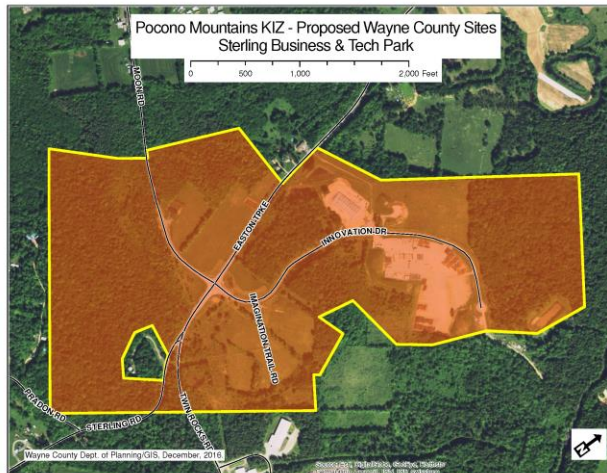 Pocono Mountains KIZ - Proposed Wayne County Sites
Sterling Business & Tech Park
0 500 1,000 2,000 Feet
MOON RD
EASTON TPKE
INNOVATION DR
IMAGINATION TRAIL RD
PRADON RD
STERLING RD
TWIN ROCKS RD
Wayne County Dept. of Planning/GIS. December, 2016.